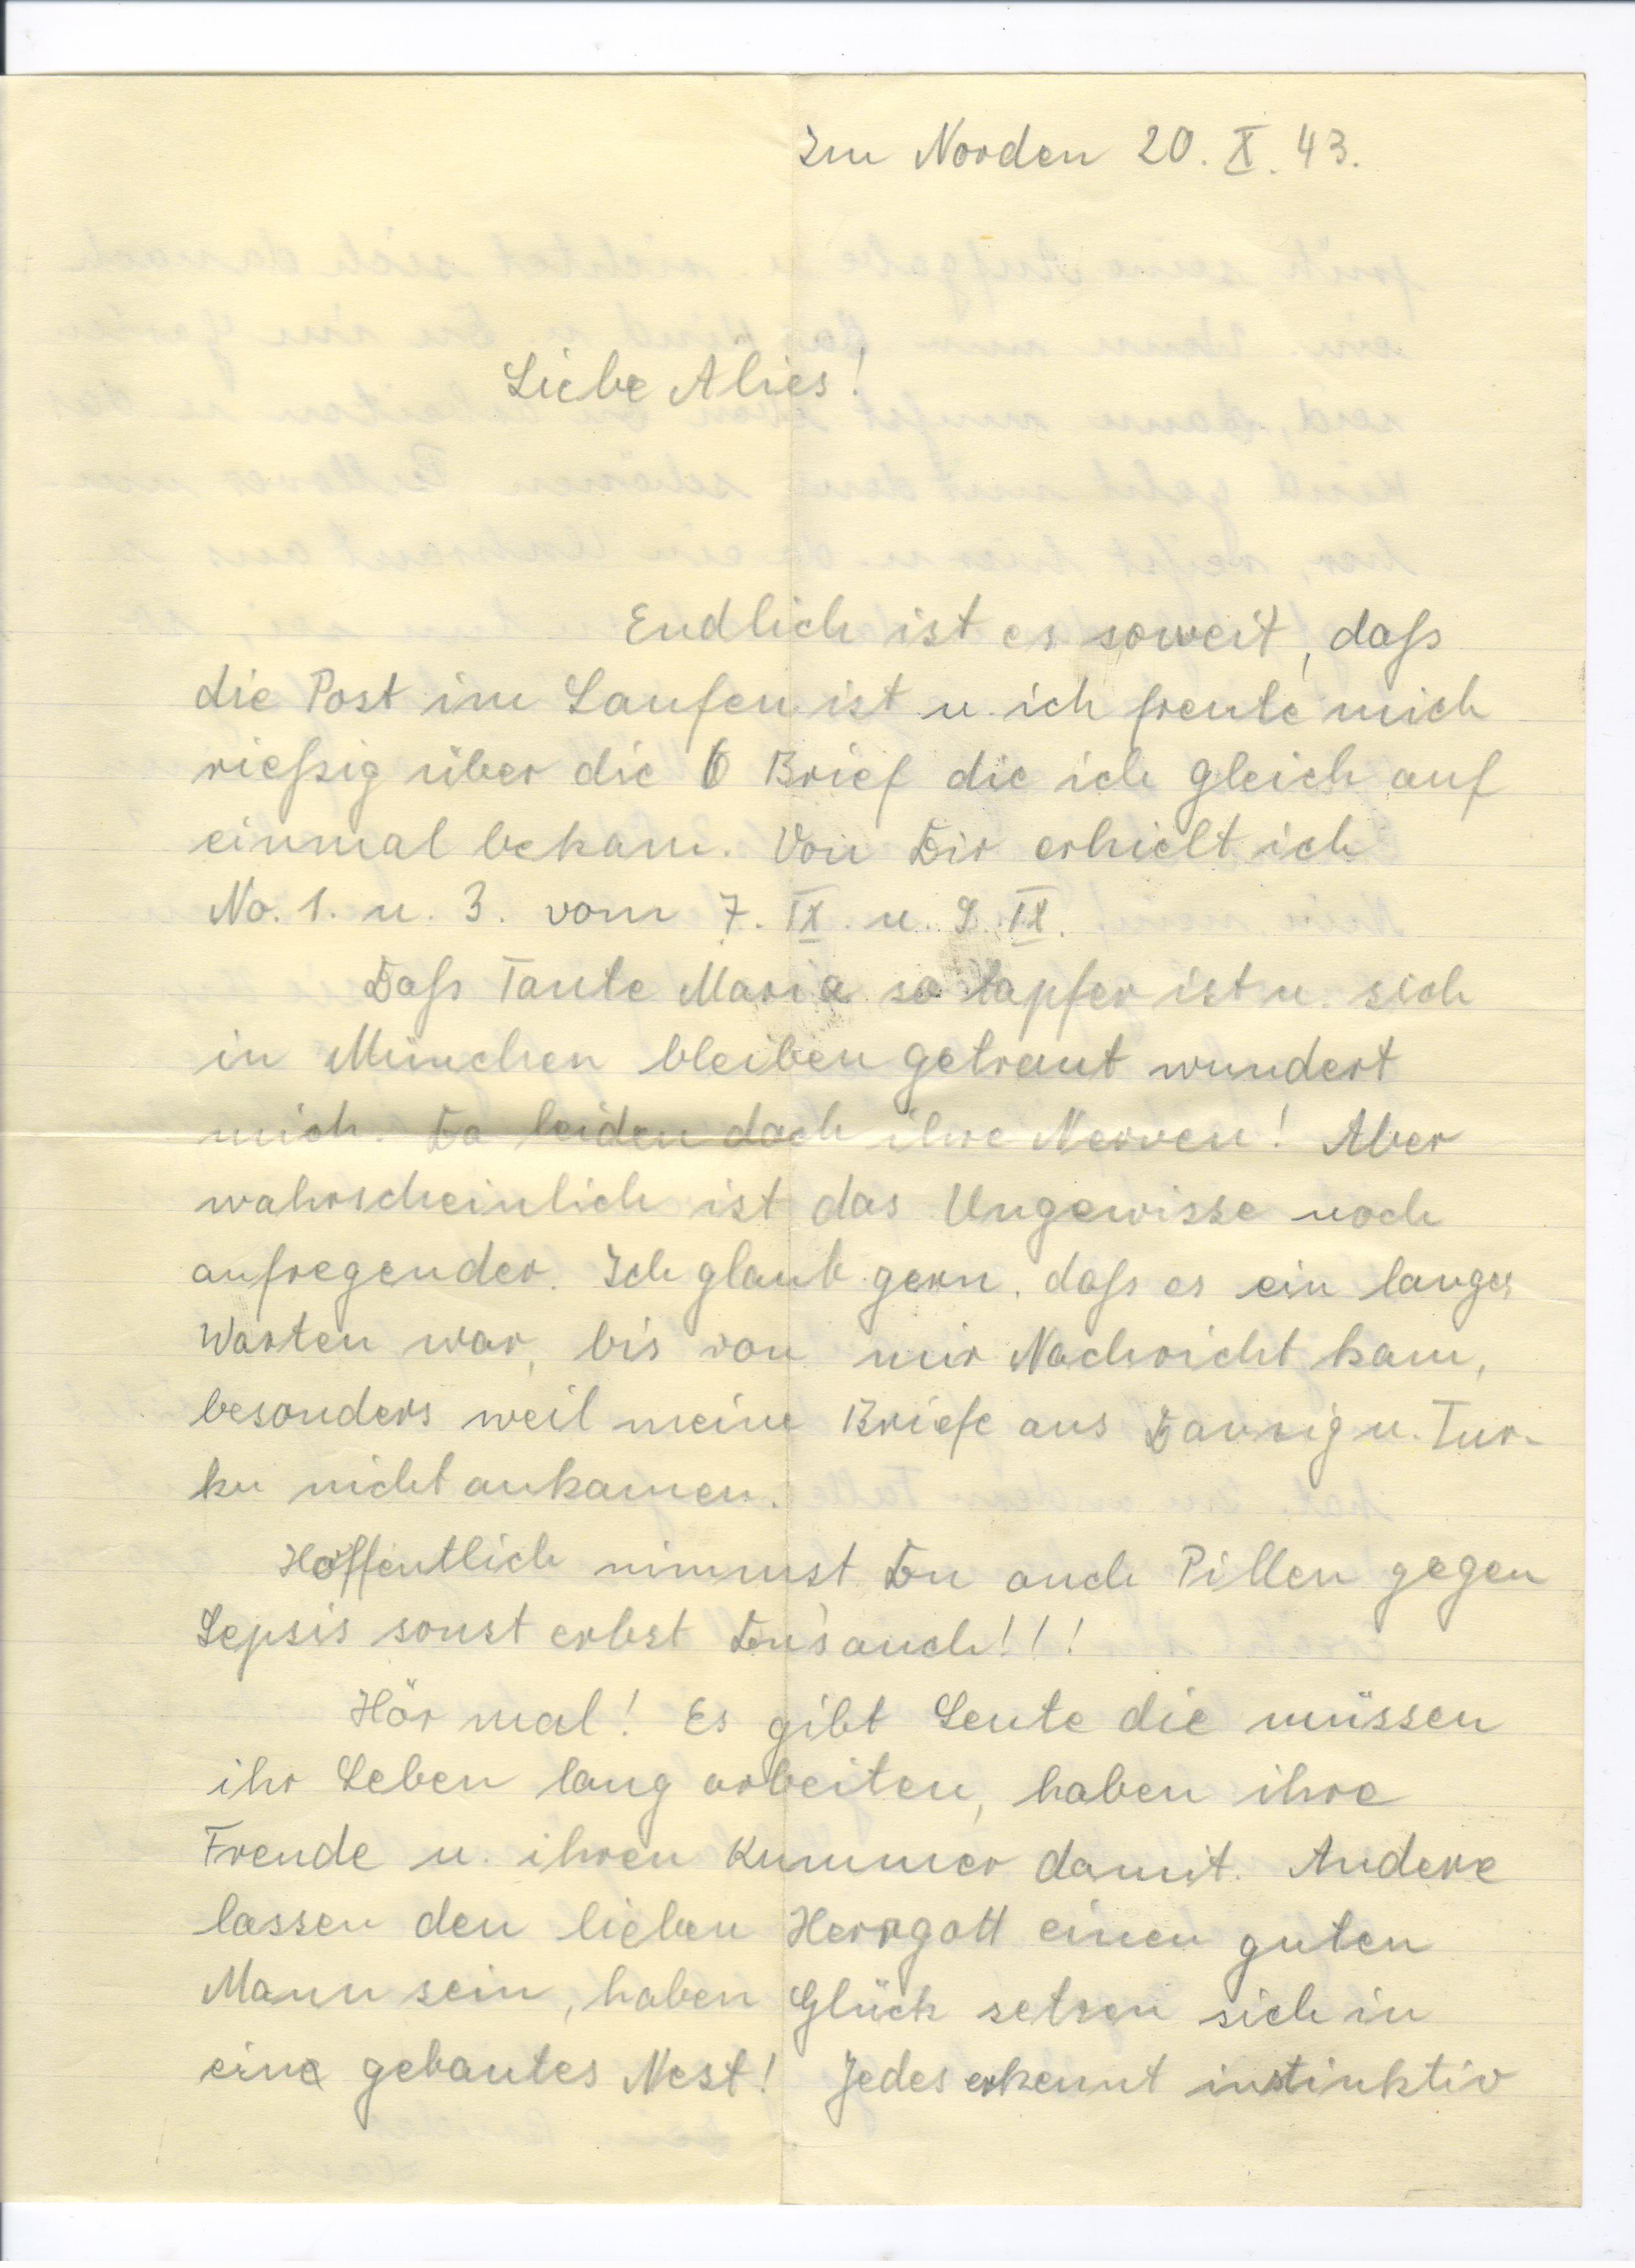 Im Norden 20. X. 43.
Liebe Alies!
Endlich ist es soweit, daß
die Post im Laufen ist u. ich freute mich
rießig über die 6 Brief die ich gleich auf
einmal bekam. Von Dir erhielt ich
No. 1. u. 3. vom 7. IX. u. 9. IX.
Daß Tante Maria so tapfer ist u. sich
in München bleiben getraut wundert
mich. Da leiden doch ihre Nerven! Aber
wahrscheinlich ist das Ungewisse noch
aufregender. Ich glaub gern, daß es ein langes
Warten war, bis von mir Nachricht kam,
besonders weil meine Briefe aus Danzig u. Tur-
ku nicht ankamen.
Hoffentlich nimmst Du auch Pillen gegen
Sepsis sonst erbst Du's auch!!!
Hör mal! Es gibt Leute die müssen
ihr Leben lang arbeiten, haben ihre
Freude u. ihren Kummer damit. Andere
lassen den lieben Herrgott einen guten
Mann sein, haben Glück setzen sich in
eine gebautes Nest! Jedes erkennt instinktiv